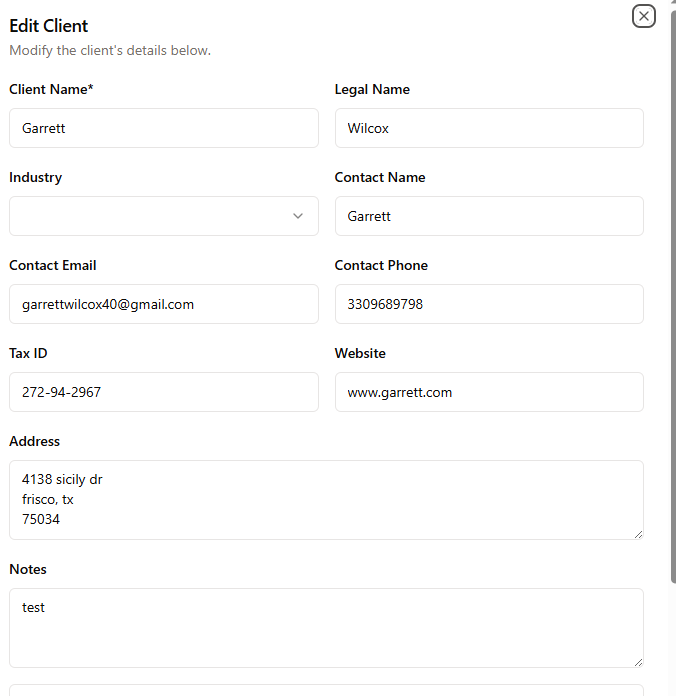 Edit Client
Modify the client's details below.
Client Name*
Legal Name
Garrett
Wilcox
Industry
Contact Name
Garrett
Contact Email
Contact Phone
garrettwilcox40@gmail.com
3309689798
Tax ID
Website
272-94-2967
www.garrett.com
Address
4138 sicily dr
frisco, tx
75034
Notes
test